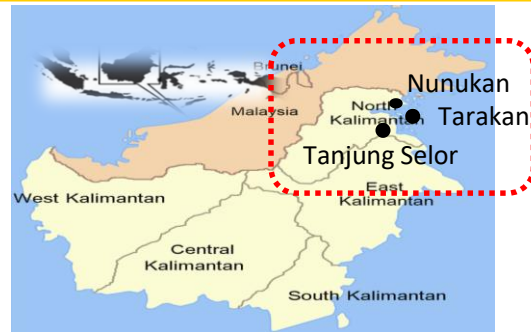 Brunei
Nunukan
Malaysia
North
Kalimantan
Tarakan
Tanjung Selor
West Kalimantan
East
Kalimantan
Central
Kalimantan
South Kalimantan